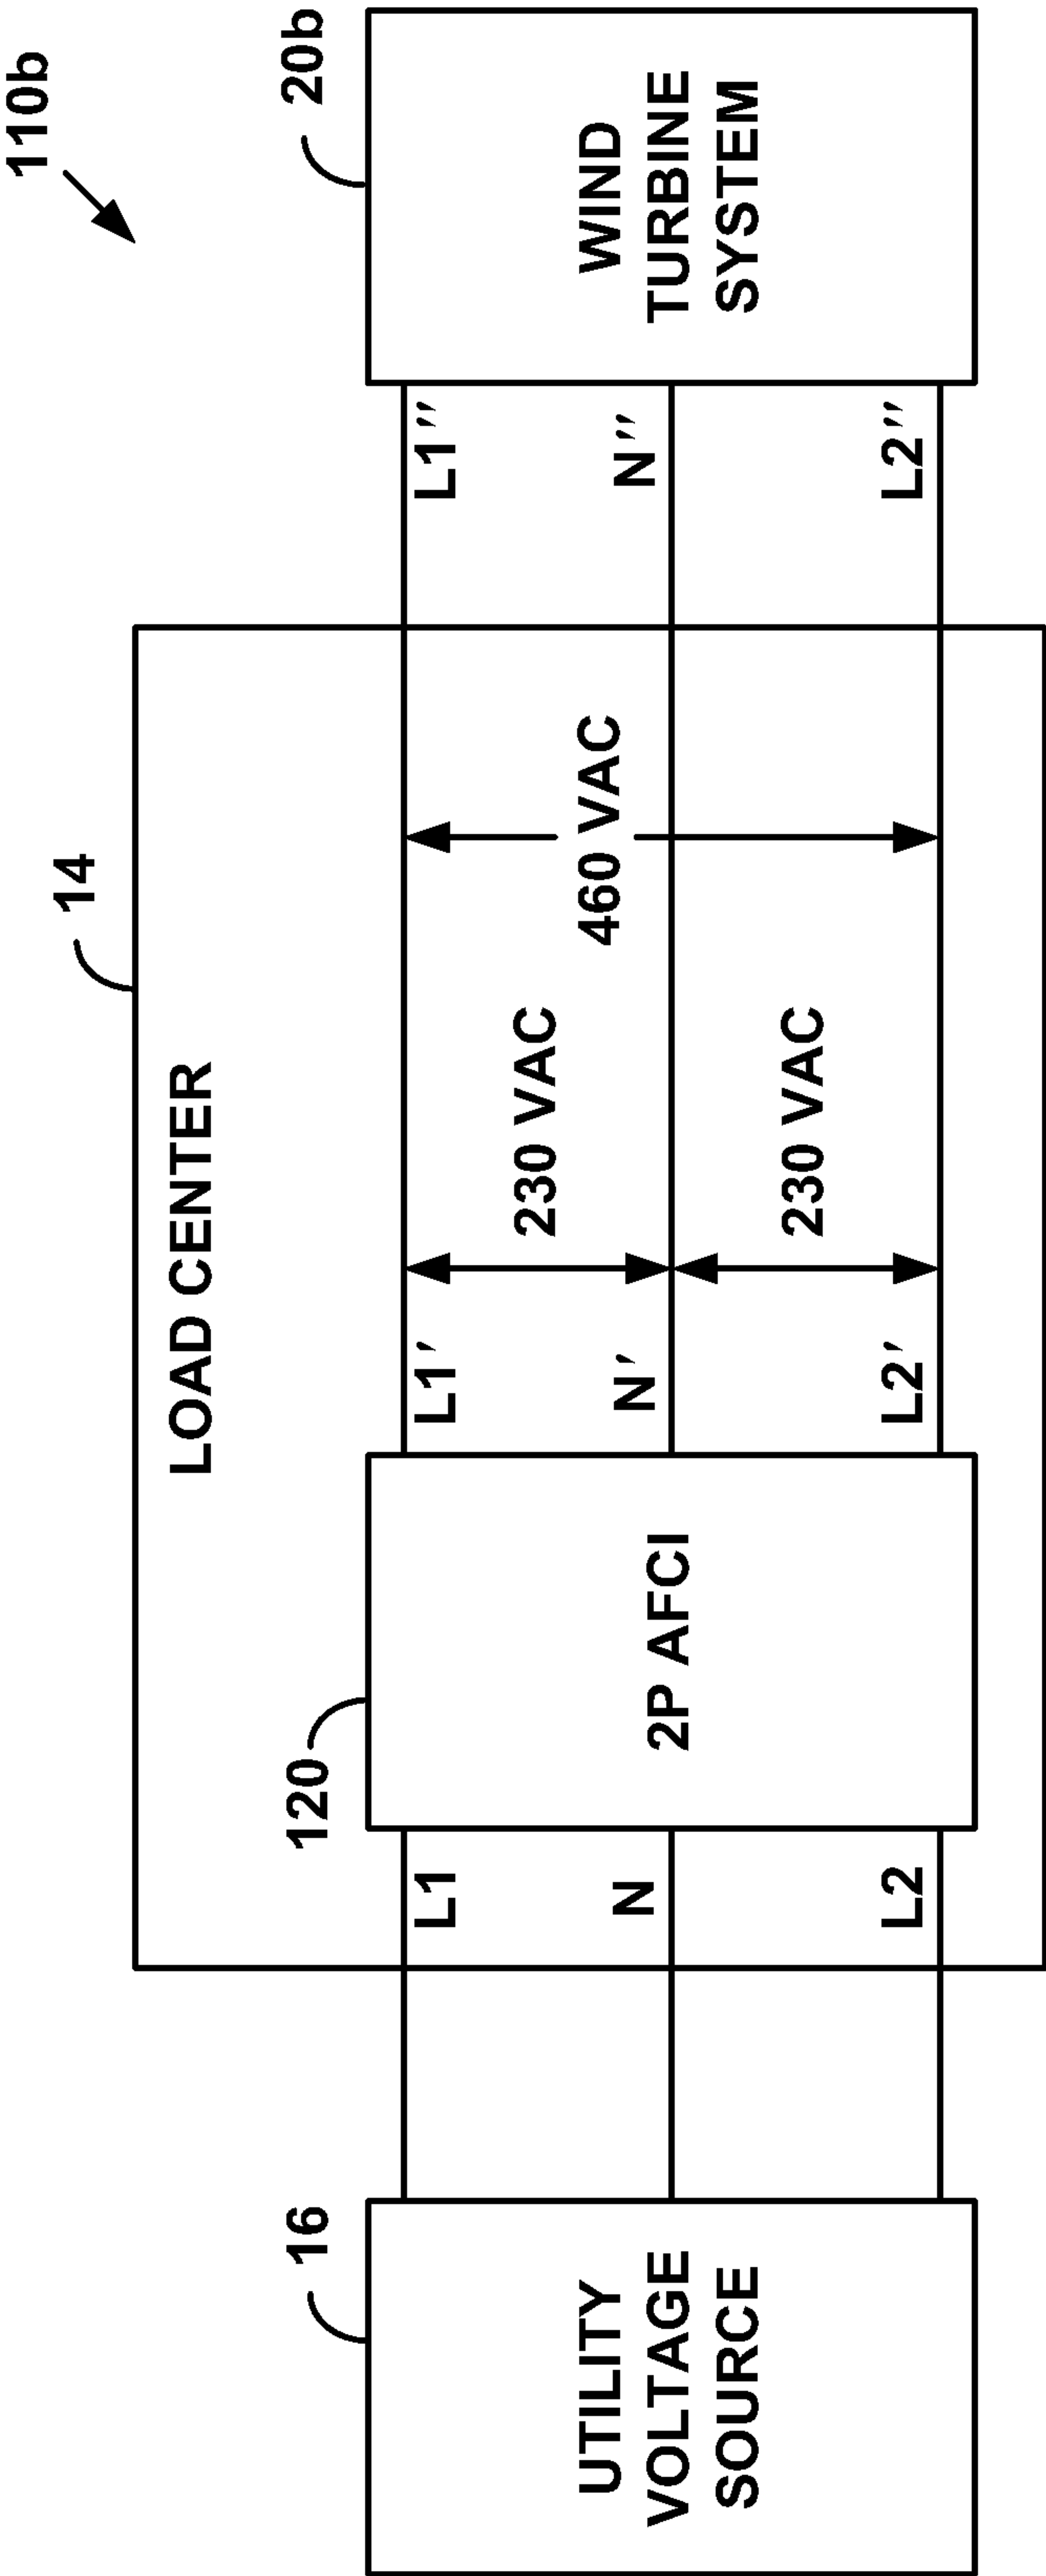 110b
14
LOAD CENTER
16
UTILITY
VOLTAGE
SOURCE
L1
N
L2
120
2P AFCI
L1′
N′
L2′
230 VAC
230 VAC
460 VAC
L1″
N″
L2″
20b
WIND
TURBINE
SYSTEM